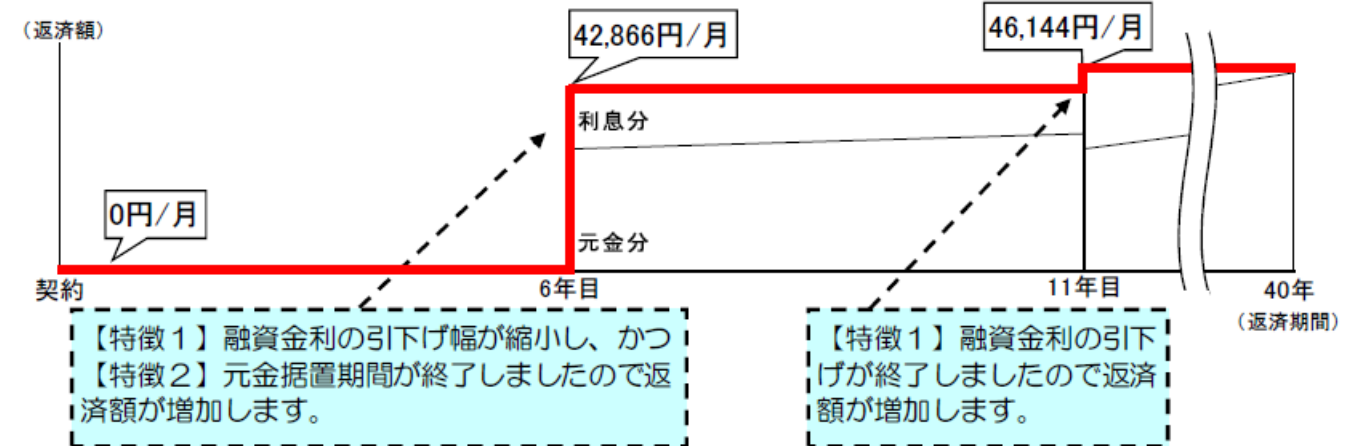 （返済額）
42,866円/月
46,144円/月
利息分
0円/月
元金分
契約
6年目
11年目
40年
（返済期間）
【特徴１】融資金利の引下げ幅が縮小し、かつ
【特徴２】元金据置期間が終了しましたので返
済額が増加します。
【特徴１】融資金利の引下
げが終了しましたので返済
額が増加します。